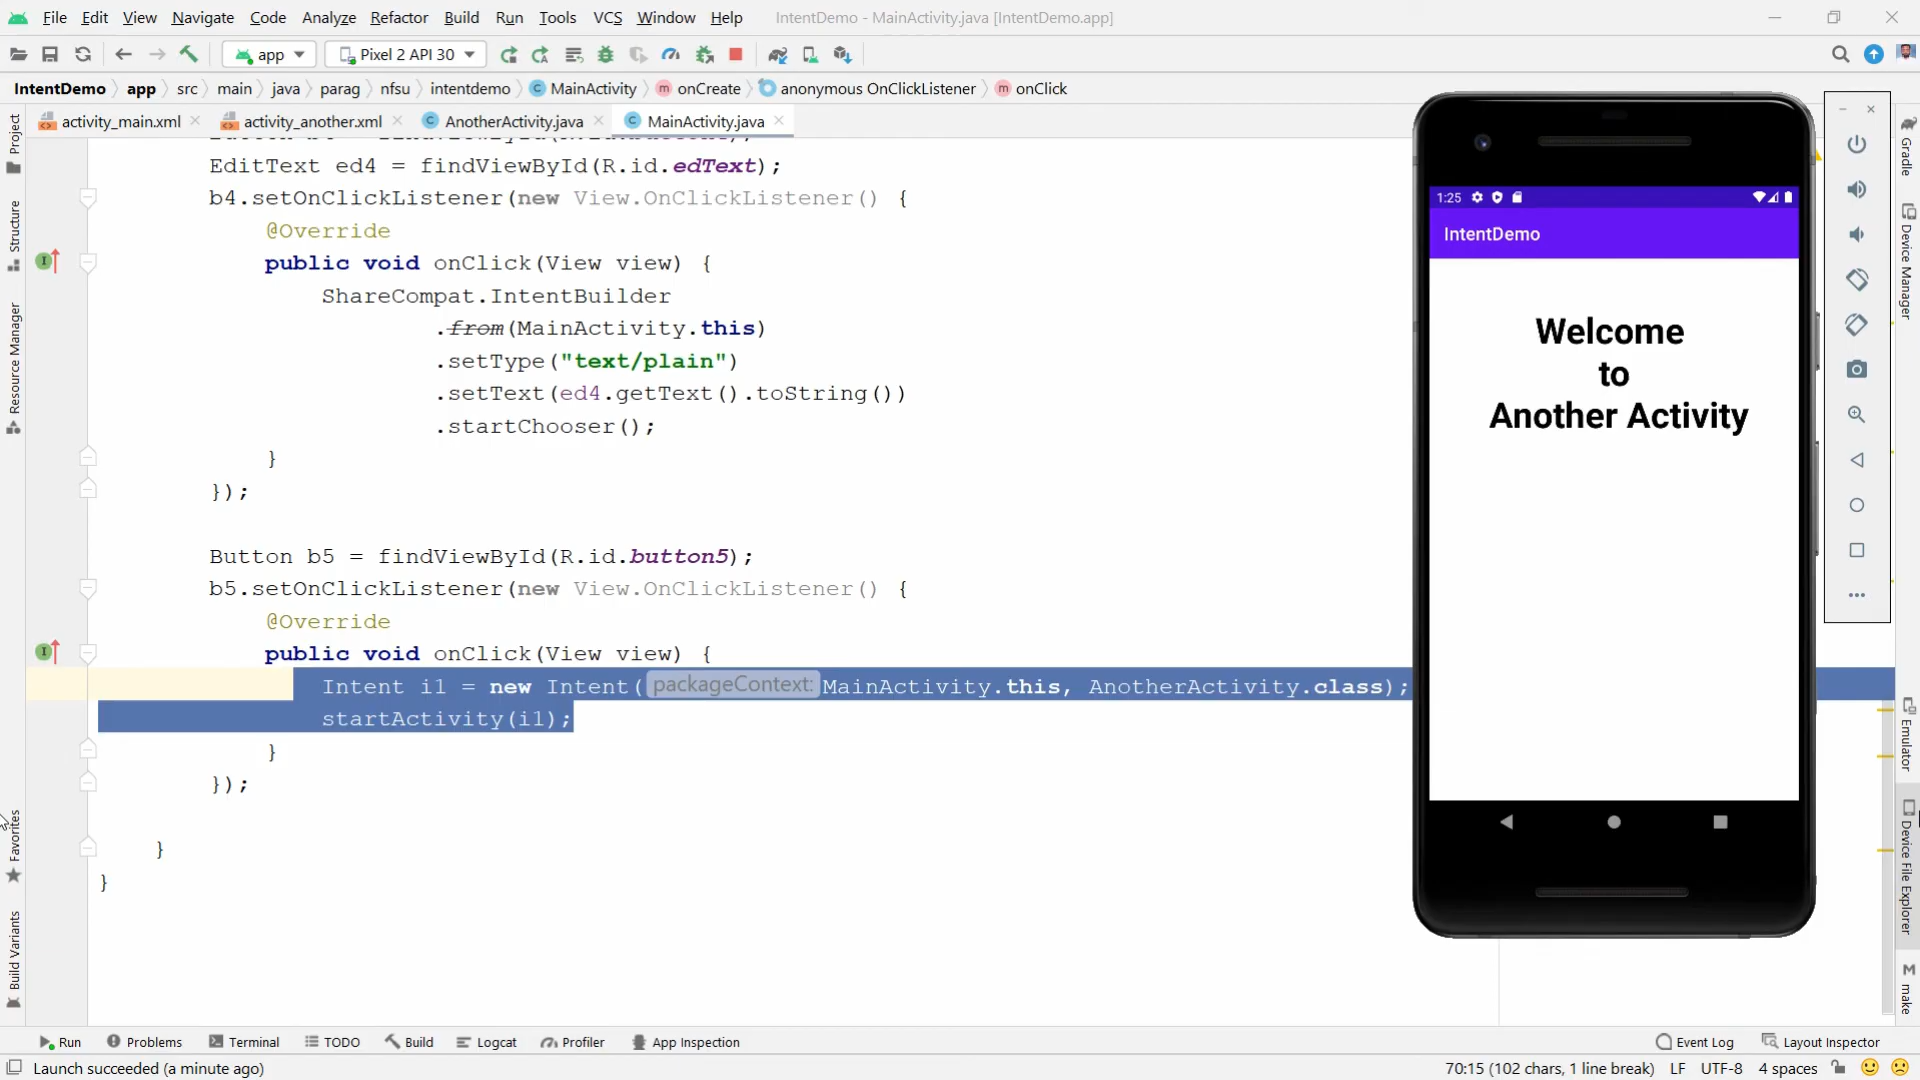 File Edit View Navigate Code Analyze Refactor Build Run Tools VCS Window Help IntentDemo - MainActivity.java [IntentDemo.app]
app Pixel 2 API 30
IntentDemo app src main java parag nfsu intentdemo MainActivity onCreate anonymous OnClickListener onClick
activity_main.xml activity_another.xml AnotherActivity.java MainActivity.java
EditText ed4 = findViewById(R.id.edText);
b4.setOnClickListener(new View.OnClickListener() {
@Override
public void onClick(View view) {
ShareCompat.IntentBuilder
.from(MainActivity.this)
.setType("text/plain")
.setText(ed4.getText().toString())
.startChooser();
}
});
Button b5 = findViewById(R.id.button5);
b5.setOnClickListener(new View.OnClickListener() {
@Override
public void onClick(View view) {
Intent i1 = new Intent( packageContext: MainActivity.this, AnotherActivity.class);
startActivity(i1);
}
});
}
}
1:25
IntentDemo
Welcome
to
Another Activity
Project
Structure
Resource Manager
Favorites
Build Variants
Gradle
Device Manager
Emulator
Device File Explorer
make
Run Problems Terminal TODO Build Logcat Profiler App Inspection Event Log Layout Inspector
Launch succeeded (a minute ago) 70:15 (102 chars, 1 line break) LF UTF-8 4 spaces